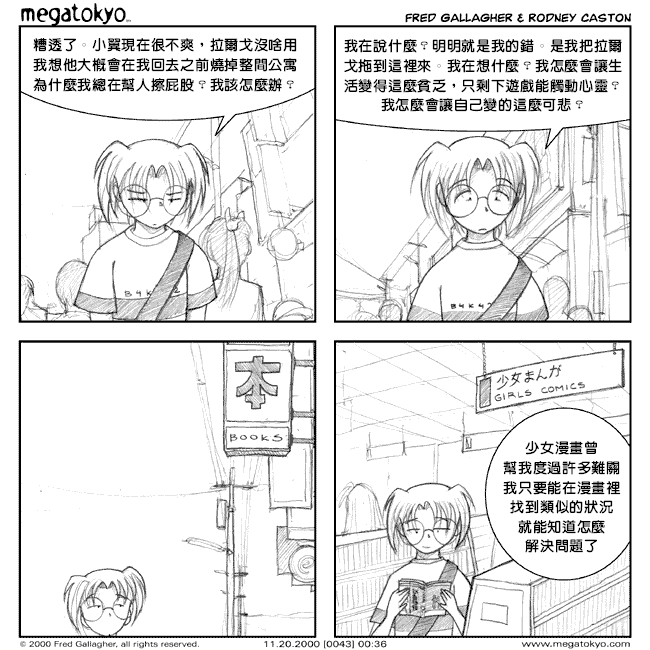 megatokyo
FRED GALLAGHER & RODNEY CASTON
糟透了。小翼現在很不爽，拉爾戈沒啥用
我想他大概會在我回去之前燒掉整間公寓
為什麼我總在幫人擦屁股？我該怎麼辦？
我在說什麼？明明就是我的錯。是我把拉爾
戈拖到這裡來。我在想什麼？我怎麼會讓生
活變得這麼貧乏，只剩下遊戲能觸動心靈？
我怎麼會讓自己變的這麼可悲？
本
BOOKS
少女まんが
GIRLS COMICS
少女漫畫曾
幫我度過許多難關
我只要能在漫畫裡
找到類似的狀況
就能知道怎麼
解決問題了
© 2000 Fred Gallagher, all rights reserved.
11.20.2000 [0043] 00:36
www.megatokyo.com